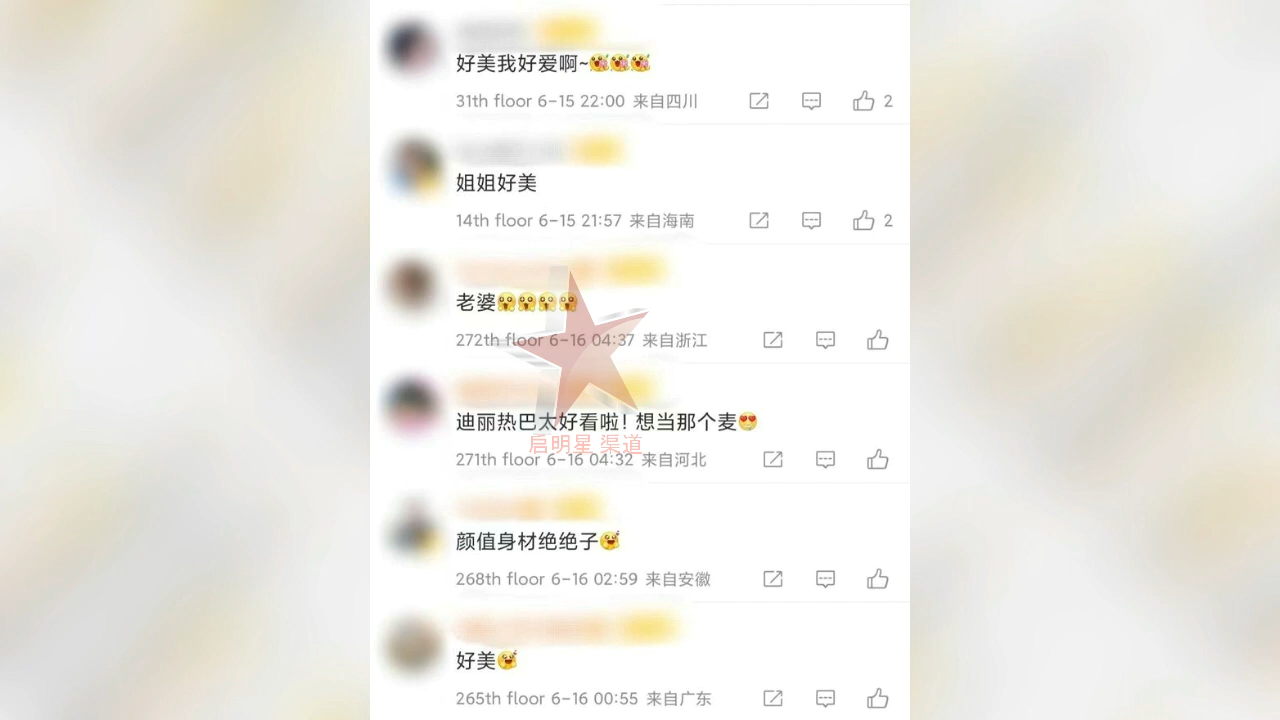 好美我好爱啊~
31th floor 6-15 22:00 来自四川
2
姐姐好美
14th floor 6-15 21:57 来自海南
2
老婆
272th floor 6-16 04:37 来自浙江
迪丽热巴太好看啦！想当那个麦
启明星 渠道
271th floor 6-16 04:32 来自河北
颜值身材绝绝子
268th floor 6-16 02:59 来自安徽
好美
265th floor 6-16 00:55 来自广东